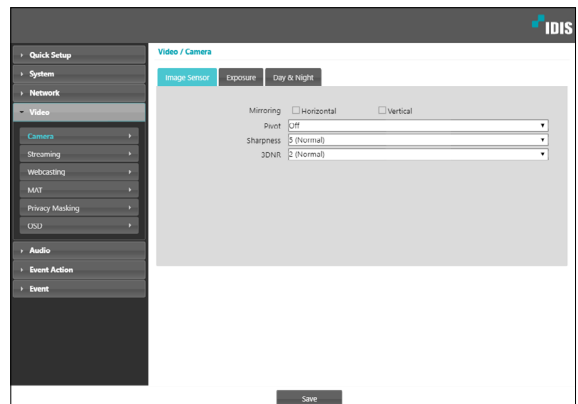 IDIS
Quick Setup
System
Network
Video
Camera
Streaming
Webcasting
MAT
Privacy Masking
OSD
Audio
Event Action
Event
Video / Camera
Image Sensor Exposure Day & Night
Mirroring Horizontal Vertical
Pivot Off
Sharpness 5 (Normal)
3DNR 2 (Normal)
Save